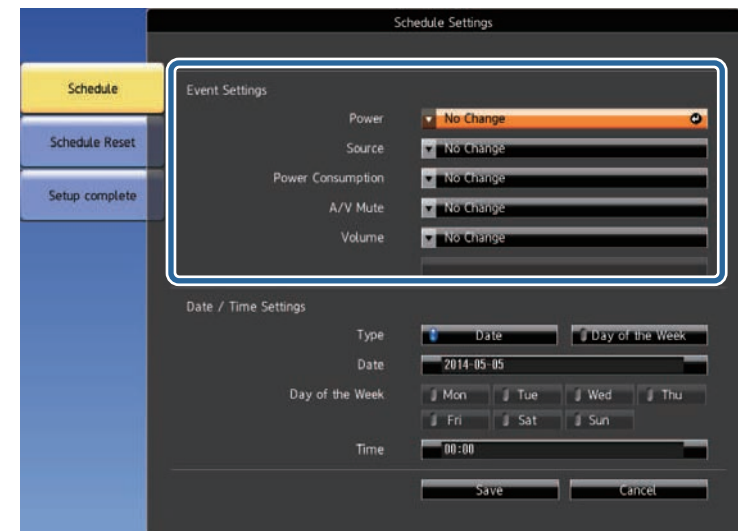 Schedule Settings
Schedule
Schedule Reset
Setup complete
Event Settings
Power No Change
Source No Change
Power Consumption No Change
A/V Mute No Change
Volume No Change
Date / Time Settings
Type Date Day of the Week
Date 2014-05-05
Day of the Week Mon Tue Wed Thu
Fri Sat Sun
Time 00:00
Save Cancel